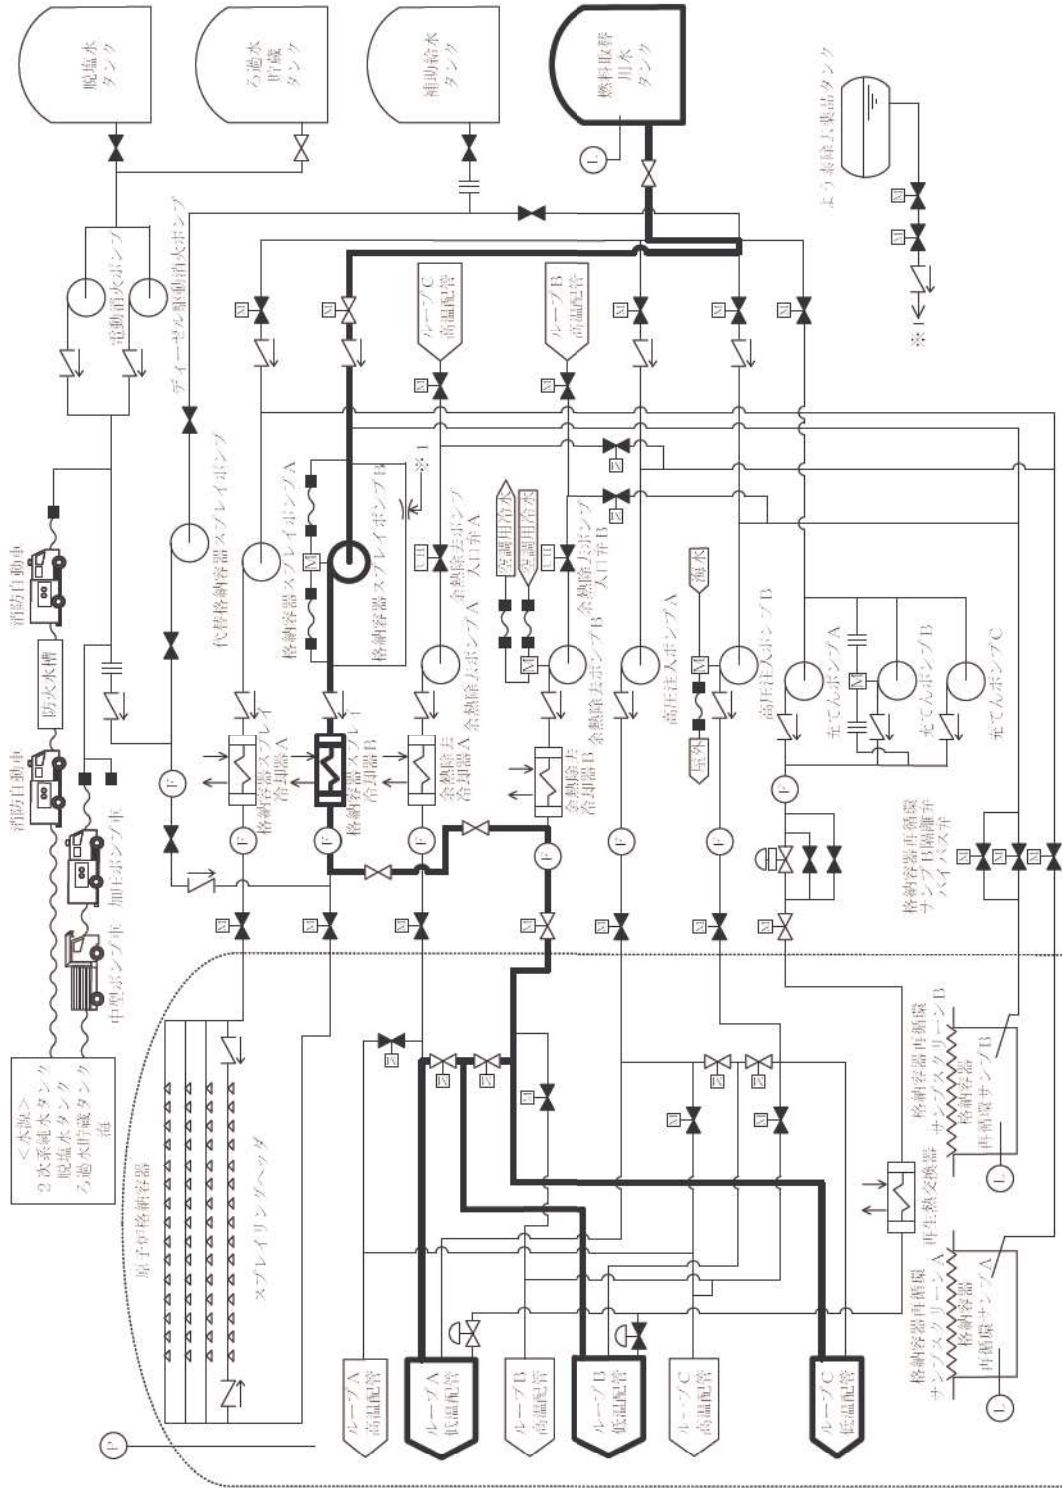 脱塩水
タンク
ろ過水
貯蔵
タンク
補助給水
タンク
燃料取替
用水
タンク
L
よう素除去薬品タンク
M
M
※1
電動消火ポンプ
ディーゼル駆動消火ポンプ
M
M
ループC
高温配管
ループB
高温配管
M
M
M
M
M
消防自動車
防火水槽
消防自動車
加圧ポンプ車
中型ポンプ車
<水源>
2次系純水タンク
脱塩水タンク
ろ過水貯蔵タンク
海
代替格納容器スプレイポンプ
格納容器スプレイポンプA
M
格納容器スプレイポンプB
※1
余熱除去ポンプA
入口弁A
余熱除去ポンプA
空調用冷水
空調用冷水
M
余熱除去ポンプ
入口弁B
余熱除去ポンプB
高圧注入ポンプA
海水
M
屋外
高圧注入ポンプB
充てんポンプA
M
充てんポンプB
充てんポンプC
F
格納容器スプレイ
冷却器A
格納容器スプレイ
冷却器B
余熱除去
冷却器A
余熱除去
冷却器B
F
F
F
F
F
F
F
M
M
M
M
M
M
M
格納容器再循環
サンプB隔離弁
バイパス弁
M
M
M
原子炉格納容器
スプレイリングヘッダ
M
M
M
再生熱交換器
格納容器再循環
サンプスクリーンB
格納容器
再循環サンプB
L
格納容器再循環
サンプスクリーンA
格納容器
再循環サンプA
L
P
ループA
高温配管
ループA
低温配管
ループB
高温配管
ループB
低温配管
ループC
高温配管
ループC
低温配管